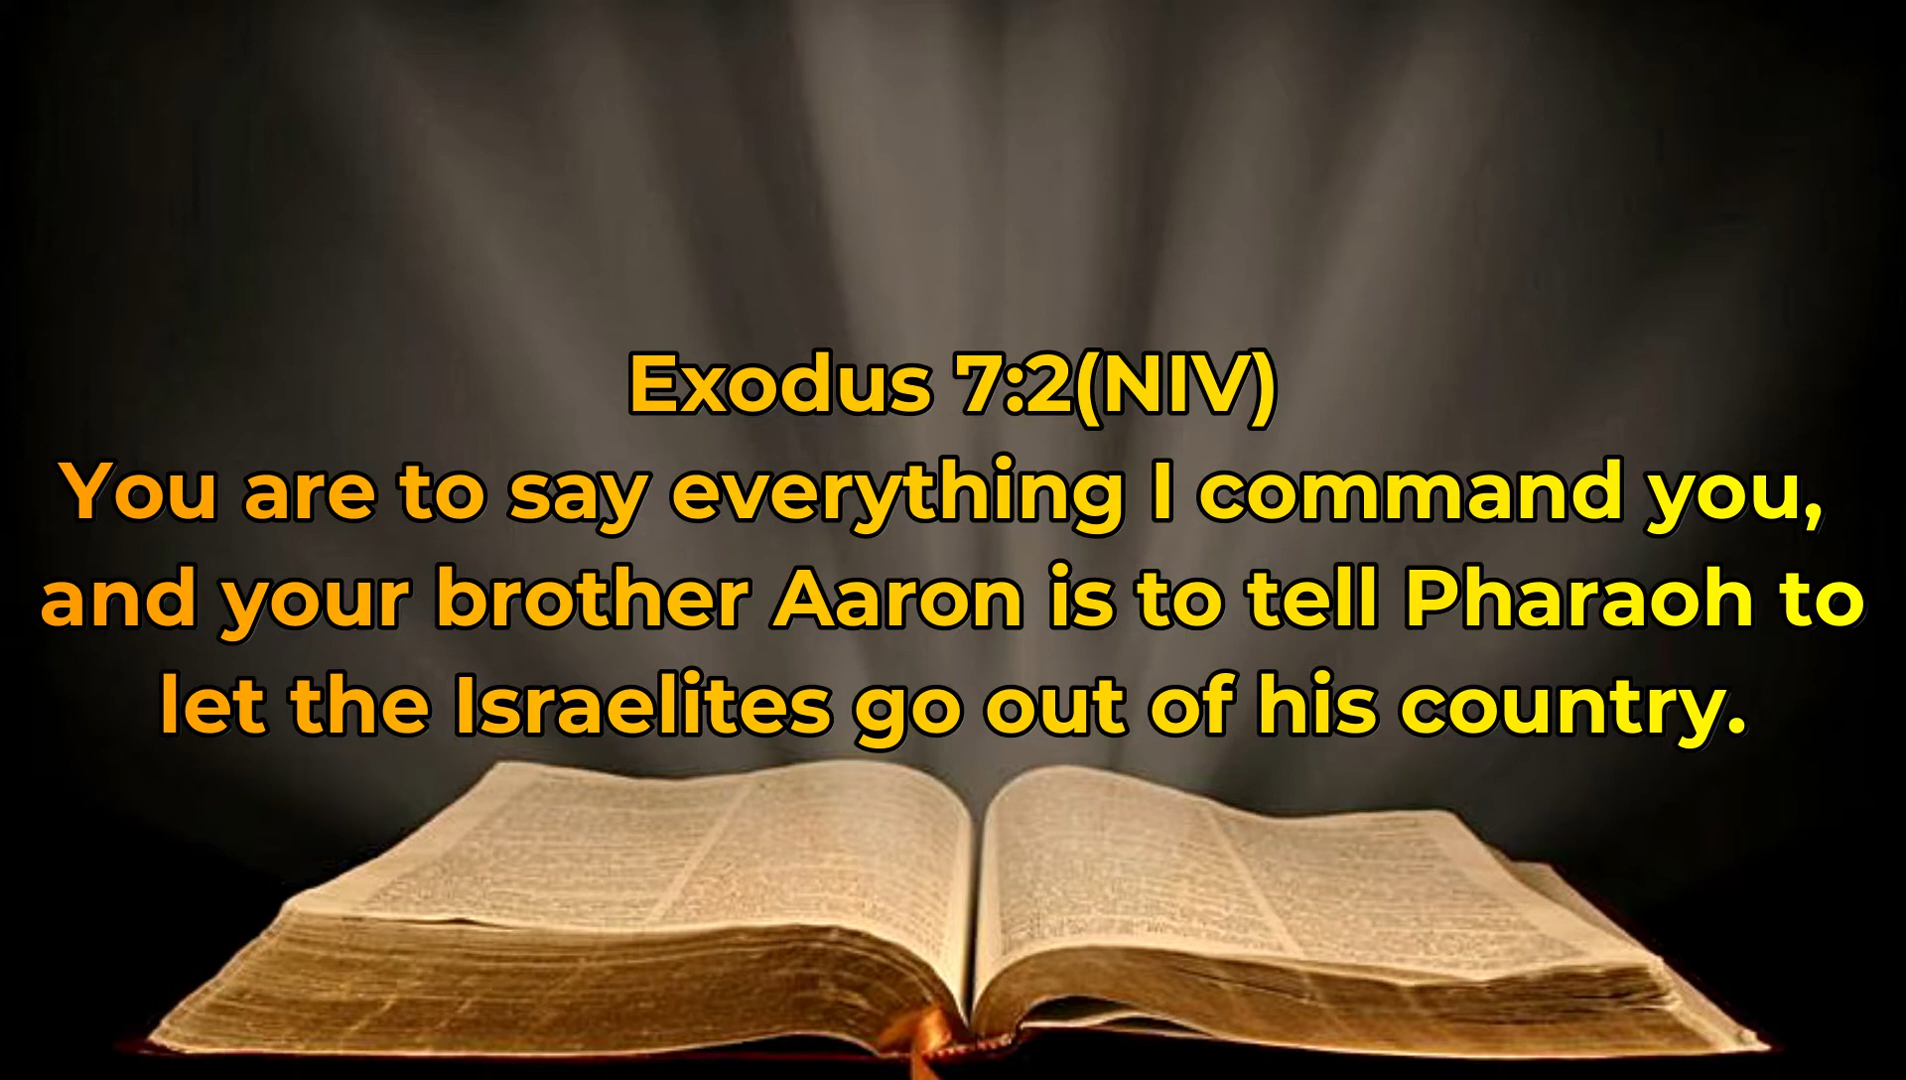 Exodus 7:2(NIV)
You are to say everything I command you,
and your brother Aaron is to tell Pharaoh to
let the Israelites go out of his country.